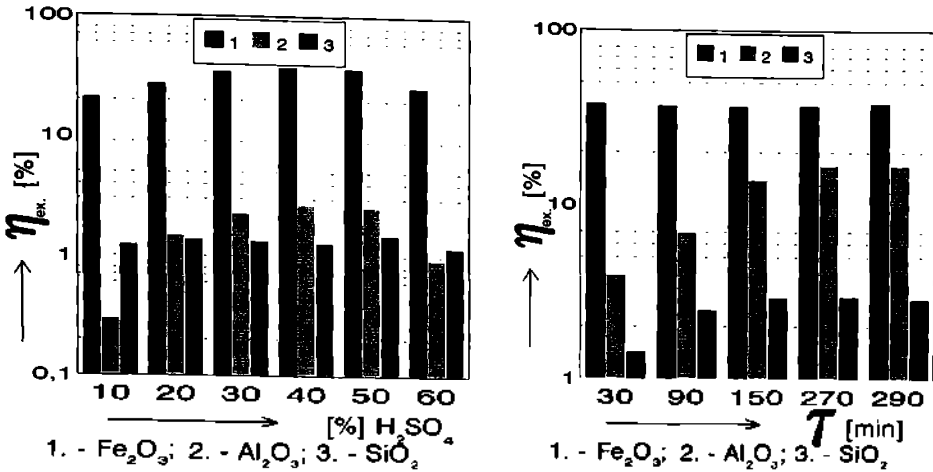 100%
10
1
0,1
η ex. [%]
1 2 3
10 20 30 40 50 60
[%] H₂SO₄
1. - Fe₂O₃; 2. - Al₂O₃; 3. - SiO₂
100
10
1
η ex. [%]
1 2 3
30 90 150 270 290
T [min]
1. - Fe₂O₃; 2. - Al₂O₃; 3. - SiO₂